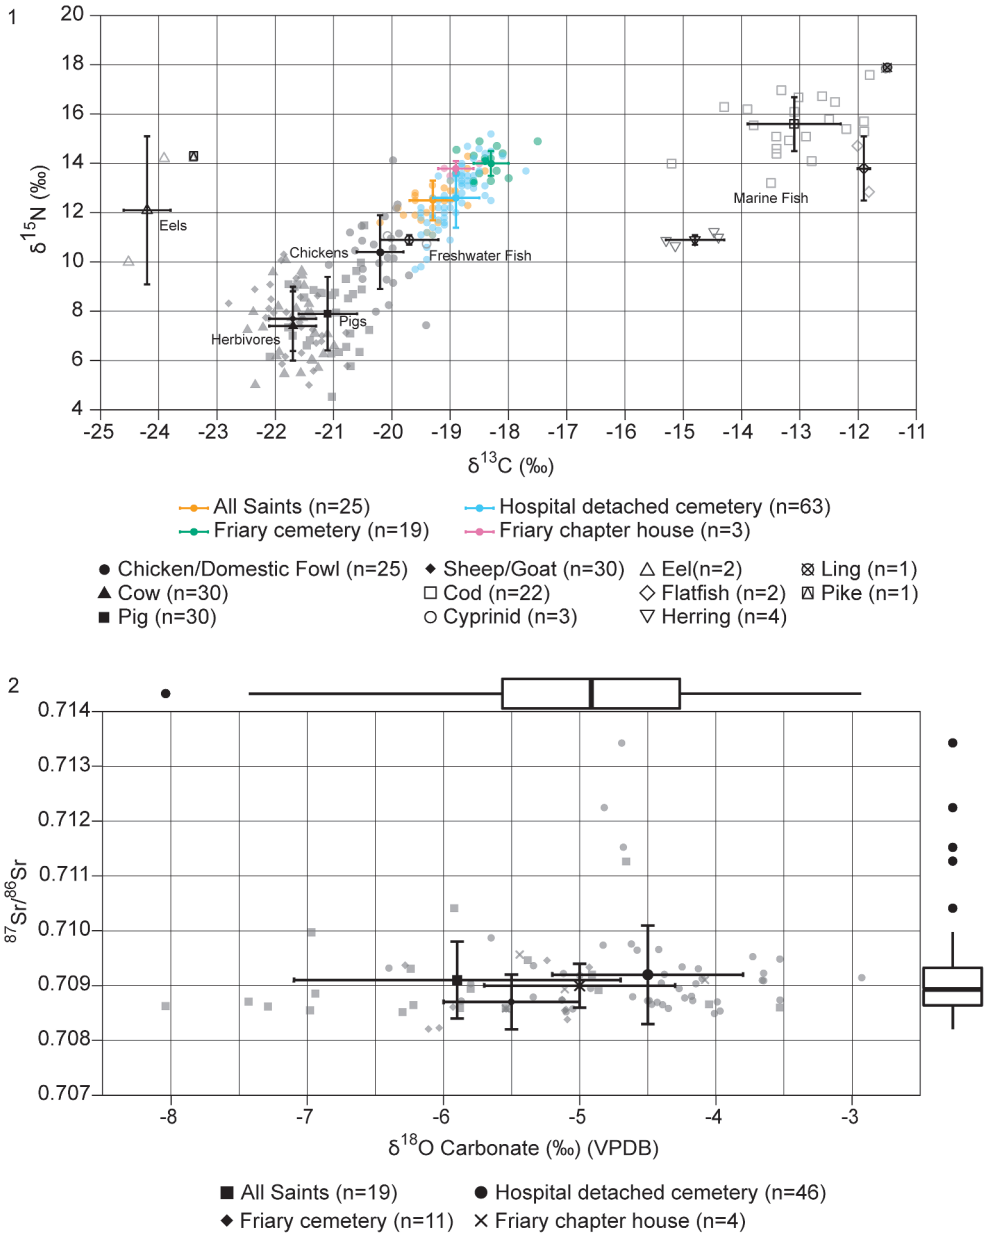 1
20
18
16
14
12
10
8
6
4
δ15N (‰)
Eels
Chickens
Freshwater Fish
Marine Fish
Pigs
Herbivores
-25 -24 -23 -22 -21 -20 -19 -18 -17 -16 -15 -14 -13 -12 -11
δ13C (‰)
All Saints (n=25) Hospital detached cemetery (n=63)
Friary cemetery (n=19) Friary chapter house (n=3)
Chicken/Domestic Fowl (n=25) Sheep/Goat (n=30) Eel(n=2) Ling (n=1)
Cow (n=30) Cod (n=22) Flatfish (n=2) Pike (n=1)
Pig (n=30) Cyprinid (n=3) Herring (n=4)
2
0.714
0.713
0.712
0.711
0.710
0.709
0.708
0.707
87Sr/86Sr
-8 -7 -6 -5 -4 -3
δ18O Carbonate (‰) (VPDB)
All Saints (n=19) Hospital detached cemetery (n=46)
Friary cemetery (n=11) Friary chapter house (n=4)